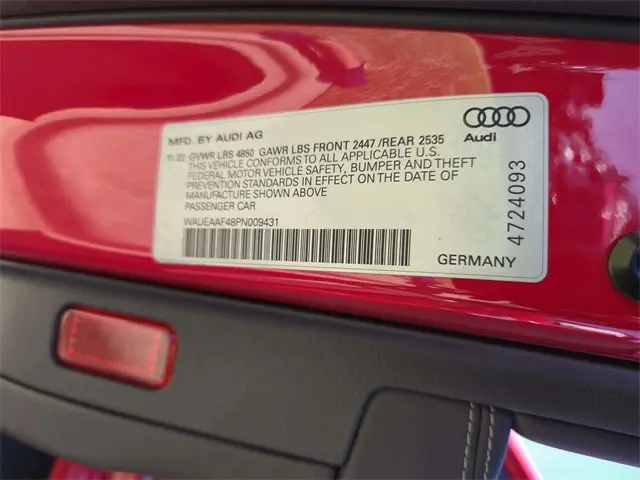 MFD. BY AUDI AG
11 22 GVWR LBS 4850 GAWR LBS FRONT 2447 /REAR 2535
THIS VEHICLE CONFORMS TO ALL APPLICABLE U.S.
FEDERAL MOTOR VEHICLE SAFETY, BUMPER AND THEFT
PREVENTION STANDARDS IN EFFECT ON THE DATE OF
MANUFACTURE SHOWN ABOVE
PASSENGER CAR
WAUEAAF48PN009431
GERMANY
Audi
4724093